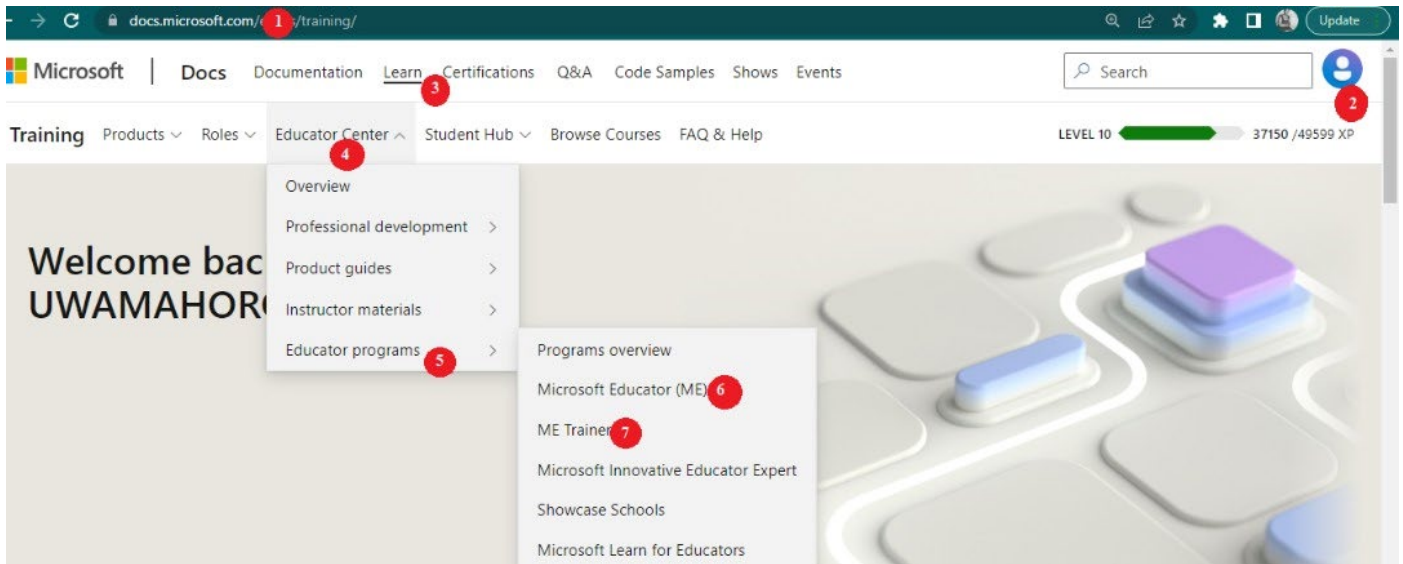 docs.microsoft.com/ 1 s/training/
Update
Microsoft | Docs Documentation Learn Certifications Q&A Code Samples Shows Events
Search
3
2
Training Products Roles Educator Center Student Hub Browse Courses FAQ & Help
LEVEL 10 37150 /49599 XP
4
Overview
Professional development
Product guides
Instructor materials
Educator programs 5
Welcome bac
UWAMAHOR
Programs overview
Microsoft Educator (ME) 6
ME Trainer 7
Microsoft Innovative Educator Expert
Showcase Schools
Microsoft Learn for Educators